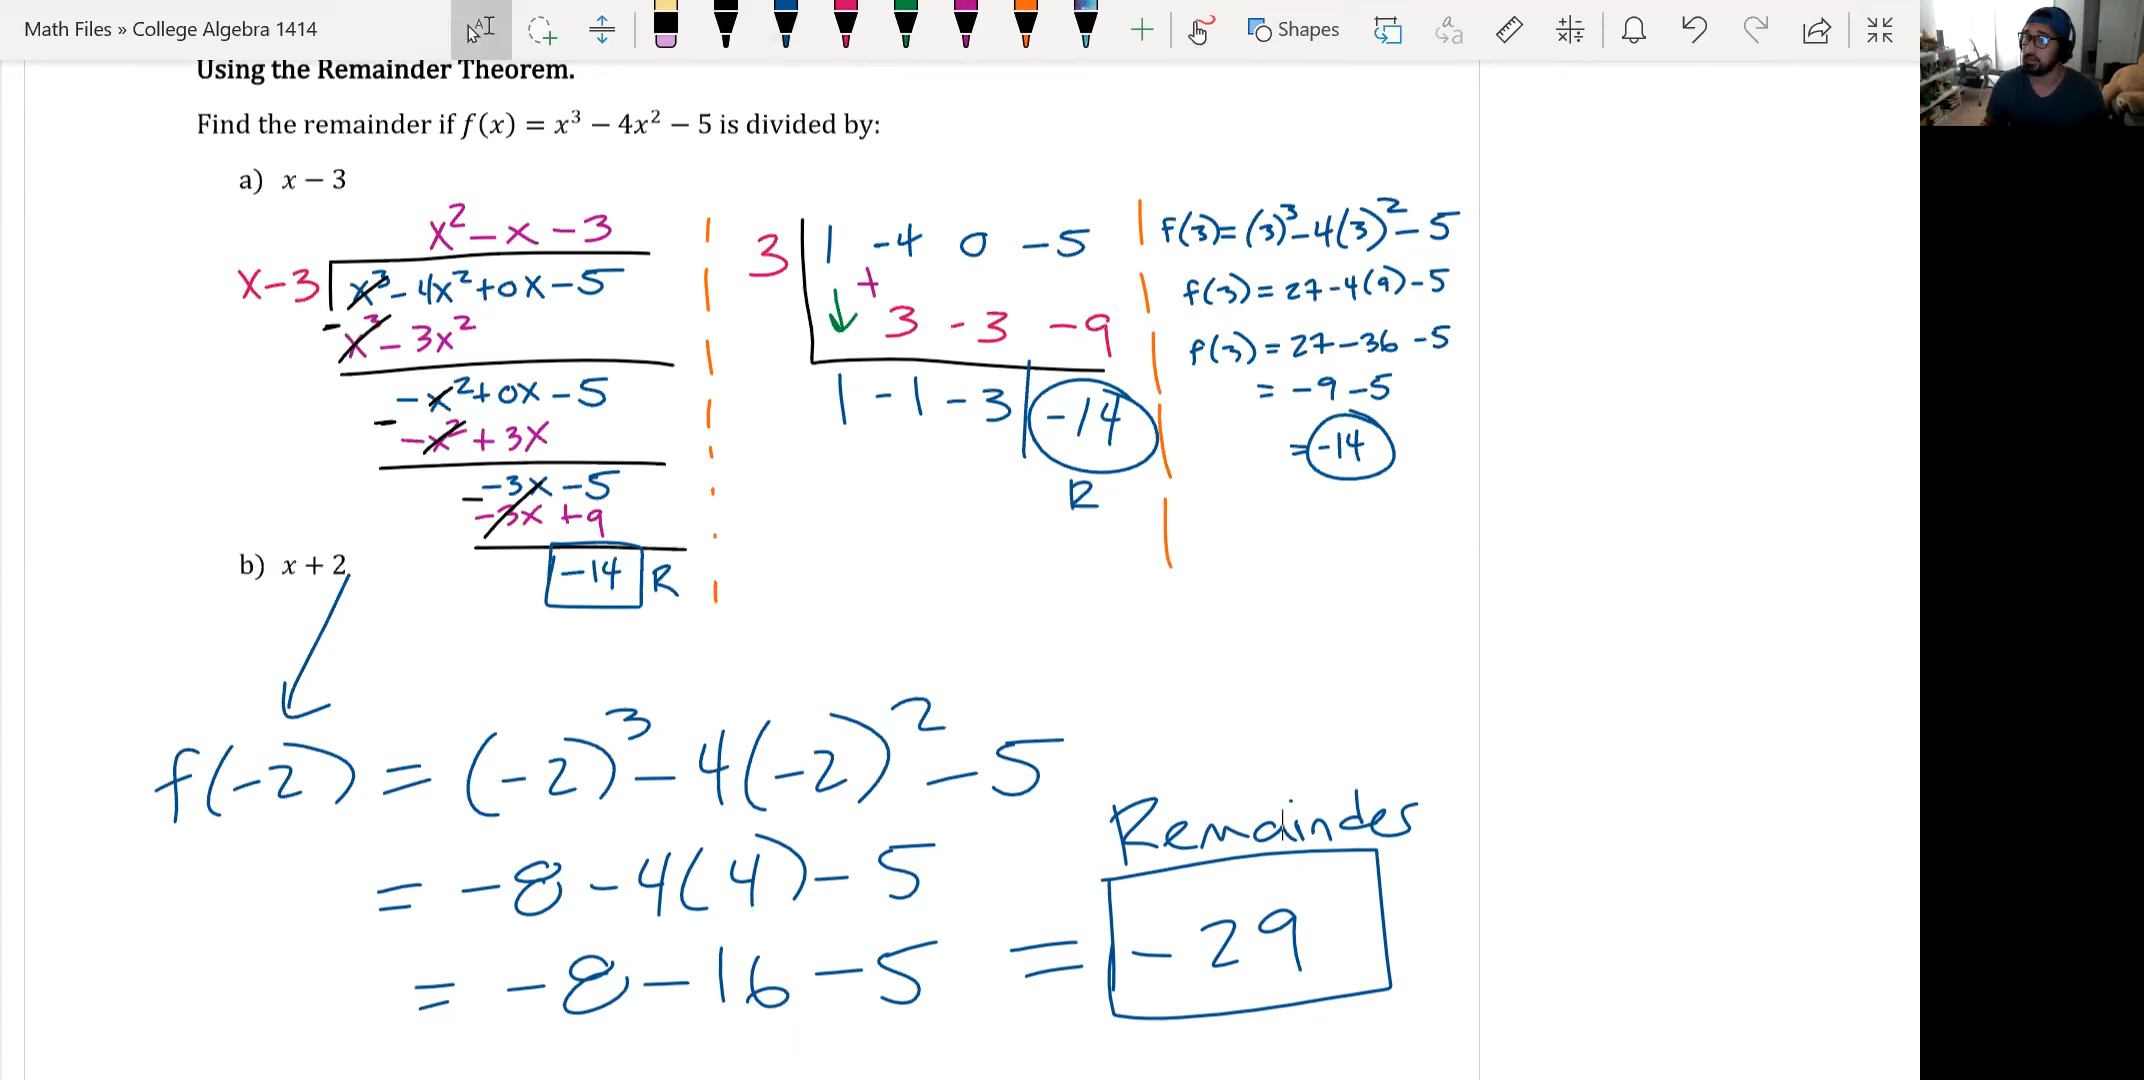 Math Files » College Algebra 1414
Shapes
Using the Remainder Theorem.
Find the remainder if f(x) = x³ − 4x² − 5 is divided by:
a) x − 3
x² − x − 3
x−3 x³ − 4x² + 0x − 5
− x³ − 3x²
−x² + 0x − 5
− −x² + 3x
−3x − 5
− −3x + 9
−14 R
3 1 −4 0 −5
+
↓ 3 −3 −9
1 −1 −3 −14
R
f(3) = (3)³ − 4(3)² − 5
f(3) = 27 − 4(9) − 5
f(3) = 27 − 36 − 5
= −9 − 5
= −14
b) x + 2
f(−2) = (−2)³ − 4(−2)² − 5
= −8 − 4(4) − 5
Remainder
= −8 − 16 − 5 = −29